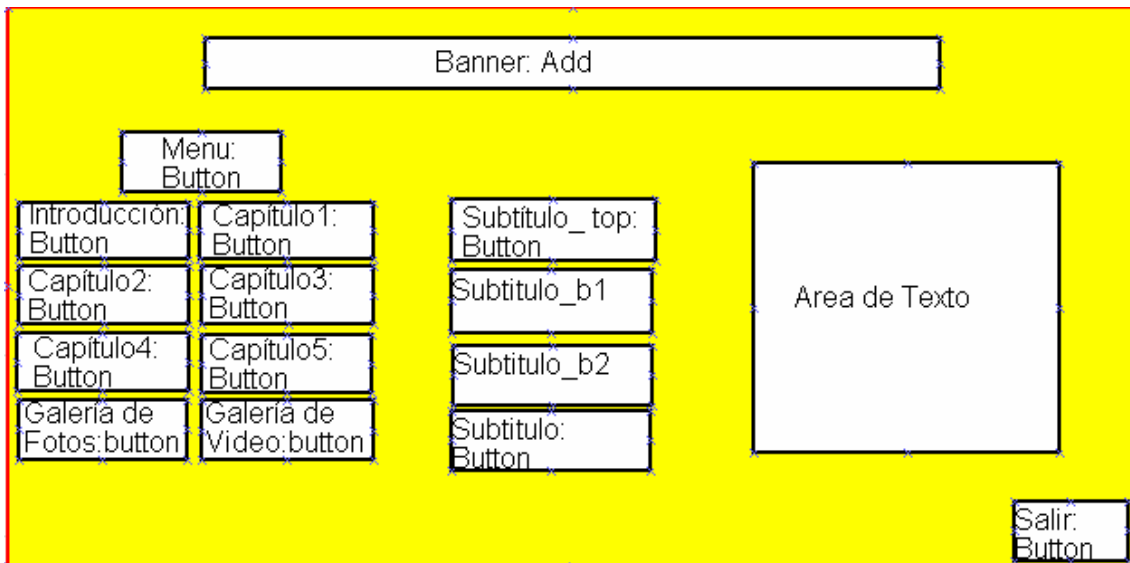 Banner: Add
Menu:
Button
Introducción:
Button
Capítulo1:
Button
Capítulo2:
Button
Capítulo3:
Button
Capítulo4:
Button
Capítulo5:
Button
Galería de
Fotos:button
Galería de
Video:button
Subtítulo_ top:
Button
Subtitulo_b1
Subtitulo_b2
Subtitulo:
Button
Area de Texto
Salir:
Button